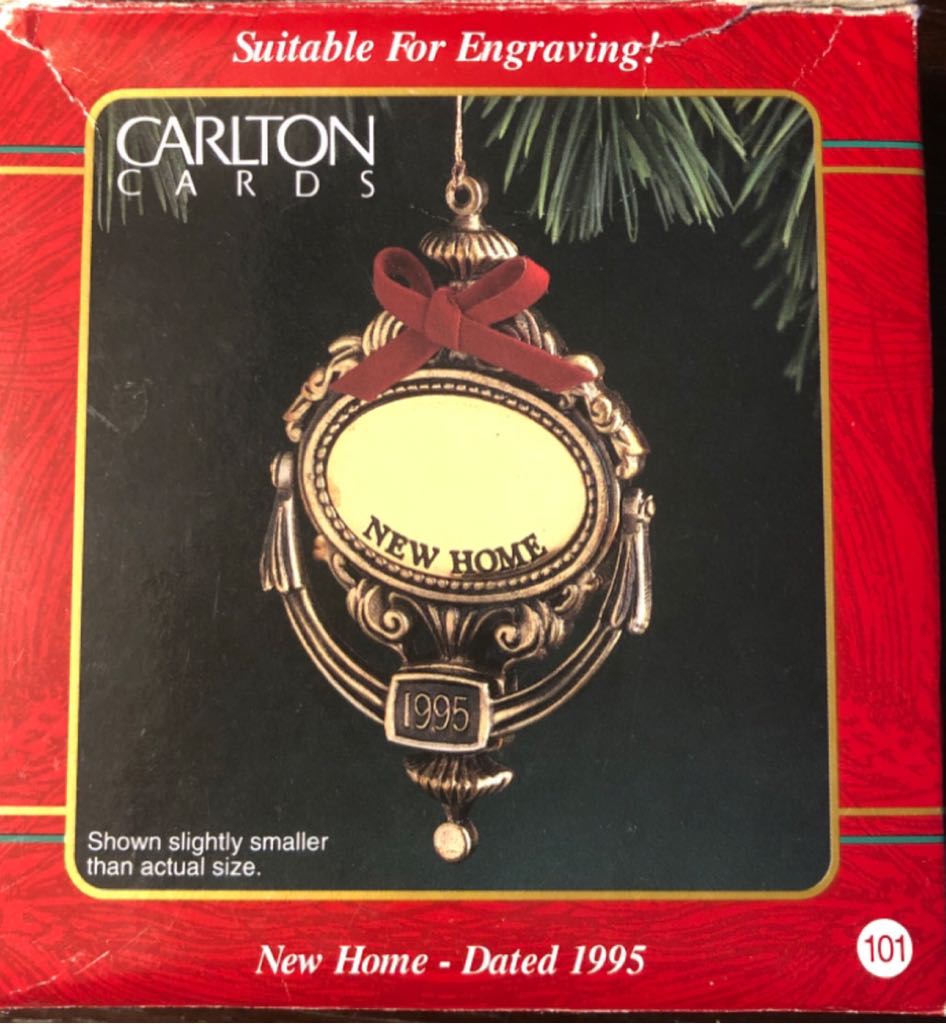 Suitable For Engraving!
CARLTON
CARDS
NEW HOME
1995
Shown slightly smaller
than actual size.
New Home - Dated 1995
101